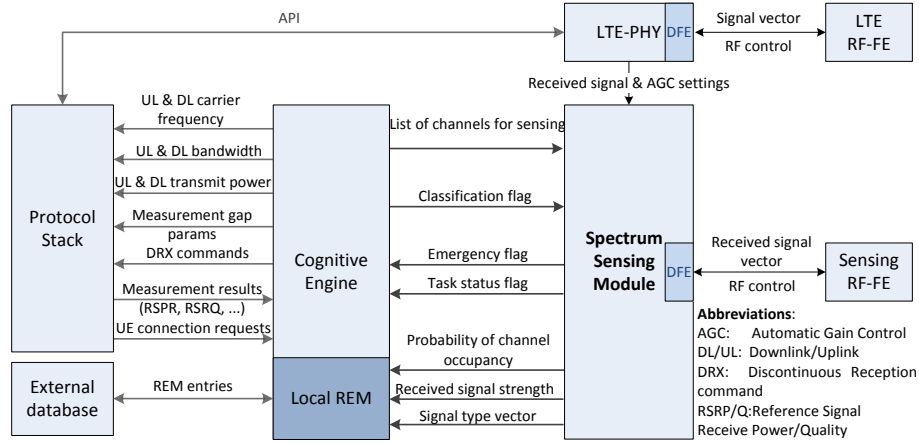 API
LTE-PHY
DFE
Signal vector
RF control
LTE
RF-FE
Received signal & AGC settings
UL & DL carrier
frequency
UL & DL bandwidth
UL & DL transmit power
Measurement gap
params
DRX commands
Measurement results
(RSPR, RSRQ, ...)
UE connection requests
Protocol
Stack
Cognitive
Engine
List of channels for sensing
Classification flag
Emergency flag
Task status flag
Probability of channel
occupancy
Received signal strength
Signal type vector
Spectrum
Sensing
Module
DFE
Received signal
vector
RF control
Sensing
RF-FE
External
database
REM entries
Local REM
Abbreviations:
AGC: Automatic Gain Control
DL/UL: Downlink/Uplink
DRX: Discontinuous Reception
command
RSRP/Q:Reference Signal
Receive Power/Quality